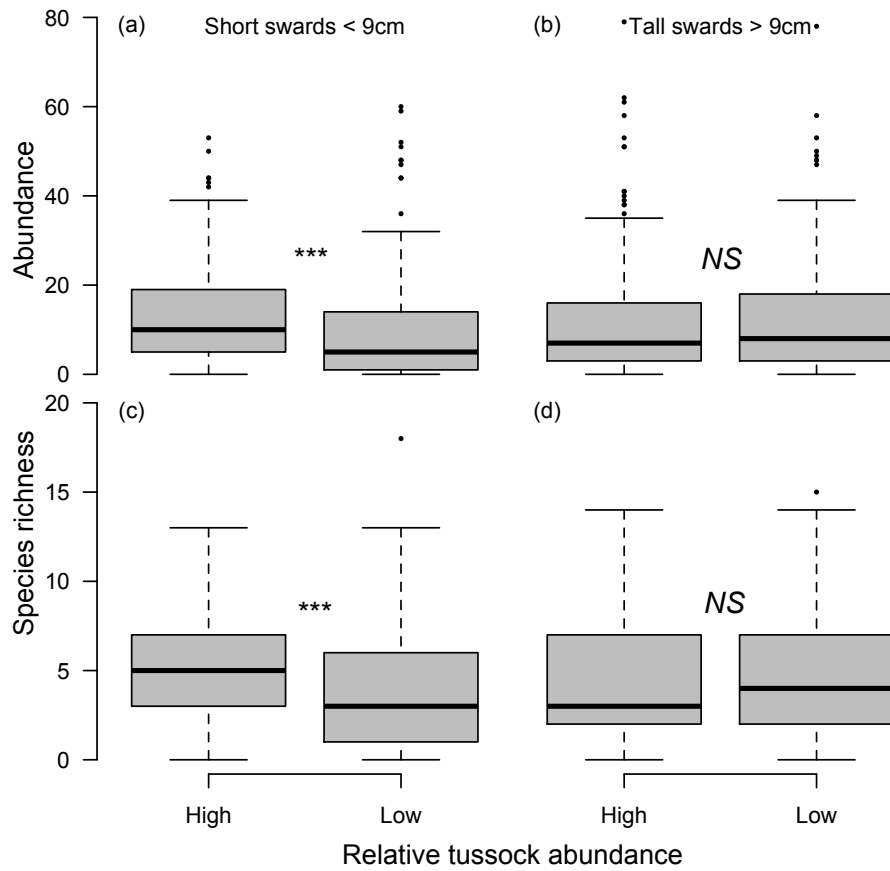 (a) Short swards < 9cm
(b) Tall swards > 9cm
80
60
40
20
0
Abundance
***
NS
(c)
(d)
20
15
10
5
0
Species richness
***
NS
High Low High Low
Relative tussock abundance